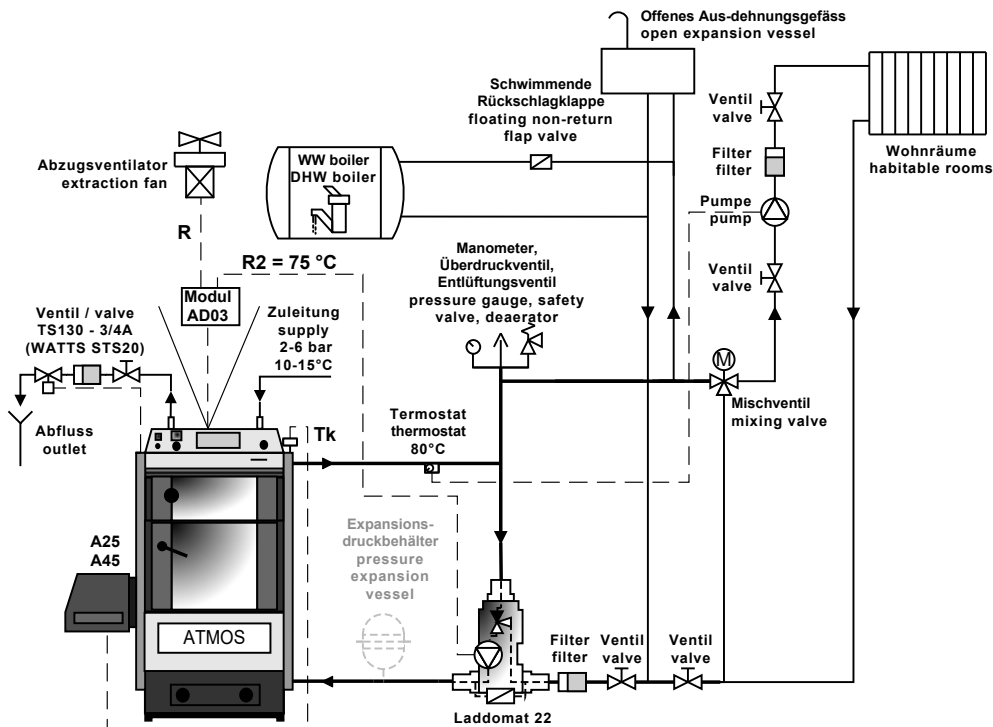 Offenes Aus-dehnungsgefäss
open expansion vessel
Schwimmende
Rückschlagklappe
floating non-return
flap valve
Ventil
valve
Filter
filter
Wohnräume
habitable rooms
Abzugsventilator
extraction fan
WW boiler
DHW boiler
Pumpe
pump
R
Manometer,
Überdruckventil,
Entlüftungsventil
pressure gauge, safety
valve, deaerator
R2 = 75 °C
Ventil
valve
Modul
AD03
Ventil / valve
TS130 - 3/4A
(WATTS STS20)
Zuleitung
supply
2-6 bar
10-15°C
M
Mischventil
mixing valve
Abfluss
outlet
Tk
Termostat
thermostat
80°C
Expansions-
druckbehälter
pressure
expansion
vessel
A25
A45
ATMOS
Filter
filter
Ventil
valve
Ventil
valve
Laddomat 22